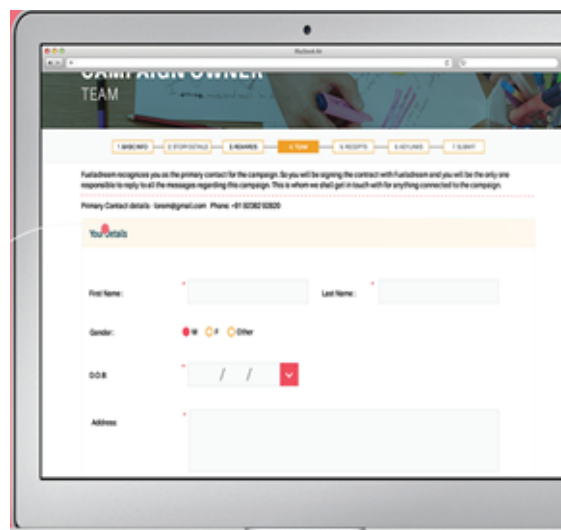 Macbook Air
CAMPAIGN OWNER
TEAM
1. BASIC INFO 2. STORY DETAILS 3. REWARDS 4. TEAM 5. RECEIPTS 6. KEY LINKS 7. SUBMIT
Fueladream recognizes you as the primary contact for the campaign. So you will be signing the contract with Fueladream and you will be the only one
responsible to reply to all the messages regarding this campaign. This is whom we shall get in touch with for anything connected to the campaign.
Primary Contact details : lorem@gmail.com Phone: +91 92382 92820
Your Details
First Name : * Last Name : *
Gender: M F Other
D.O.B * / /
Address: *